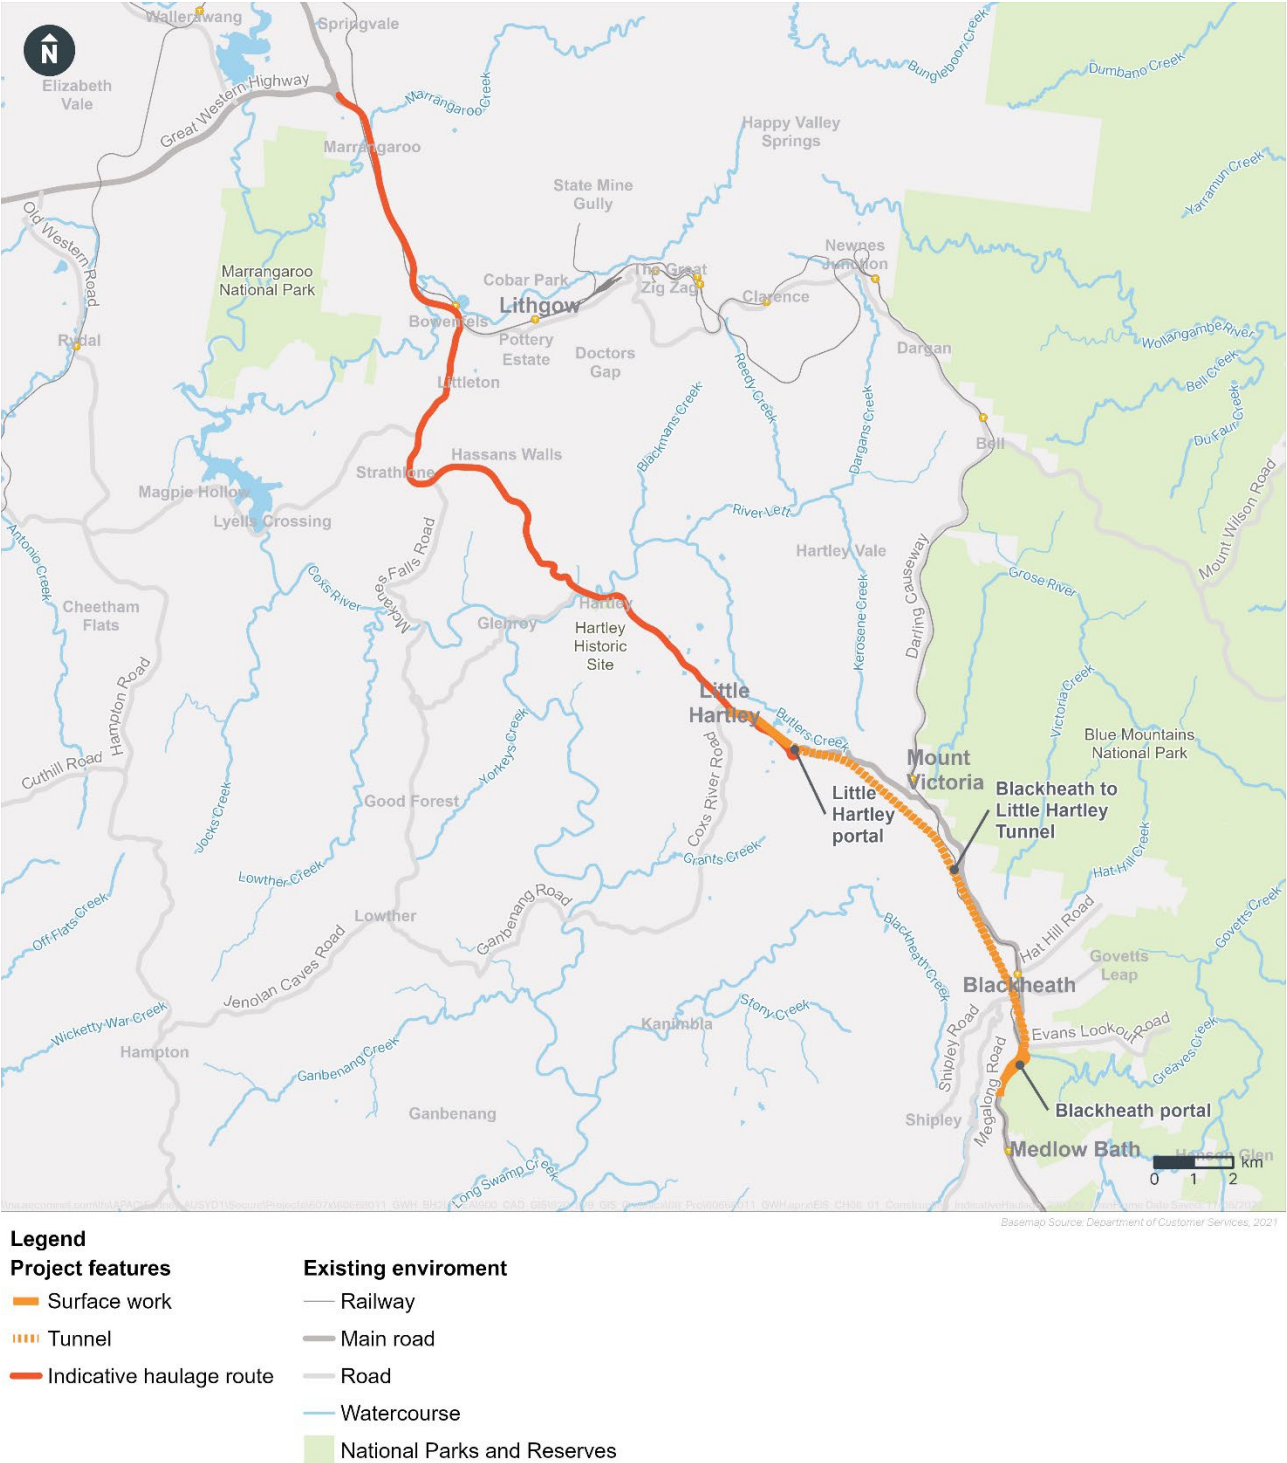 N
Wallerawang
Springvale
Elizabeth
Vale
Great Western Highway
Marrangaroo Creek
Bungleboori Creek
Dumbano Creek
Happy Valley
Springs
Marrangaroo
Yarramun Creek
State Mine
Gully
Old Western Road
Marrangaroo
National Park
Newnes
Junction
The Great
Zig Zag
Cobar Park
Lithgow
Clarence
Bowenfels
Rydal
Pottery
Estate
Doctors
Gap
Dargan
Wollangambe River
Bell Creek
Du Faur Creek
Littleton
Reedy Creek
Blackmans Creek
Dargans Creek
Bell
Hassans Walls
Strathlone
Magpie Hollow
Lyells Crossing
River Lett
Mount Wilson Road
Antonio Creek
Hartley Vale
Darling Causeway
Mckanes Falls Road
Coxs River
Grose River
Cheetham
Flats
Hartley
Glenroy
Hartley
Historic
Site
Kerosene Creek
Hampton Road
Little
Hartley
Victoria Creek
Butlers Creek
Blue Mountains
National Park
Yorkeys Creek
Coxs River Road
Cuthill Road
Mount
Victoria
Little
Hartley
portal
Blackheath to
Little Hartley
Tunnel
Good Forest
Jocks Creek
Grants Creek
Hat Hill Creek
Lowther Creek
Off Flats Creek
Lowther
Ganbenang Road
Blackheath Creek
Hat Hill Road
Govetts Creek
Govetts
Leap
Jenolan Caves Road
Blackheath
Wicketty War Creek
Kanimbla
Stony Creek
Shipley Road
Evans Lookout Road
Hampton
Ganbenang Creek
Megalong Road
Greaves Creek
Ganbenang
Shipley
Blackheath portal
Medlow Bath
Hanson Glen
Long Swamp Creek
km
0 1 2
Basemap Source: Department of Customer Services, 2021
Legend
Project features
Surface work
Tunnel
Indicative haulage route
Existing enviroment
Railway
Main road
Road
Watercourse
National Parks and Reserves